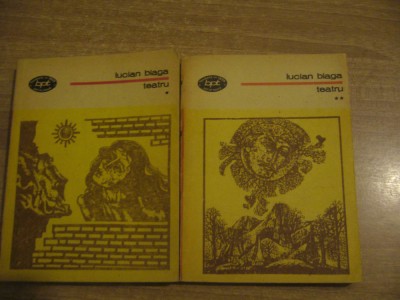 bpt
lucian blaga
teatru
*
bpt
lucian blaga
teatru
**